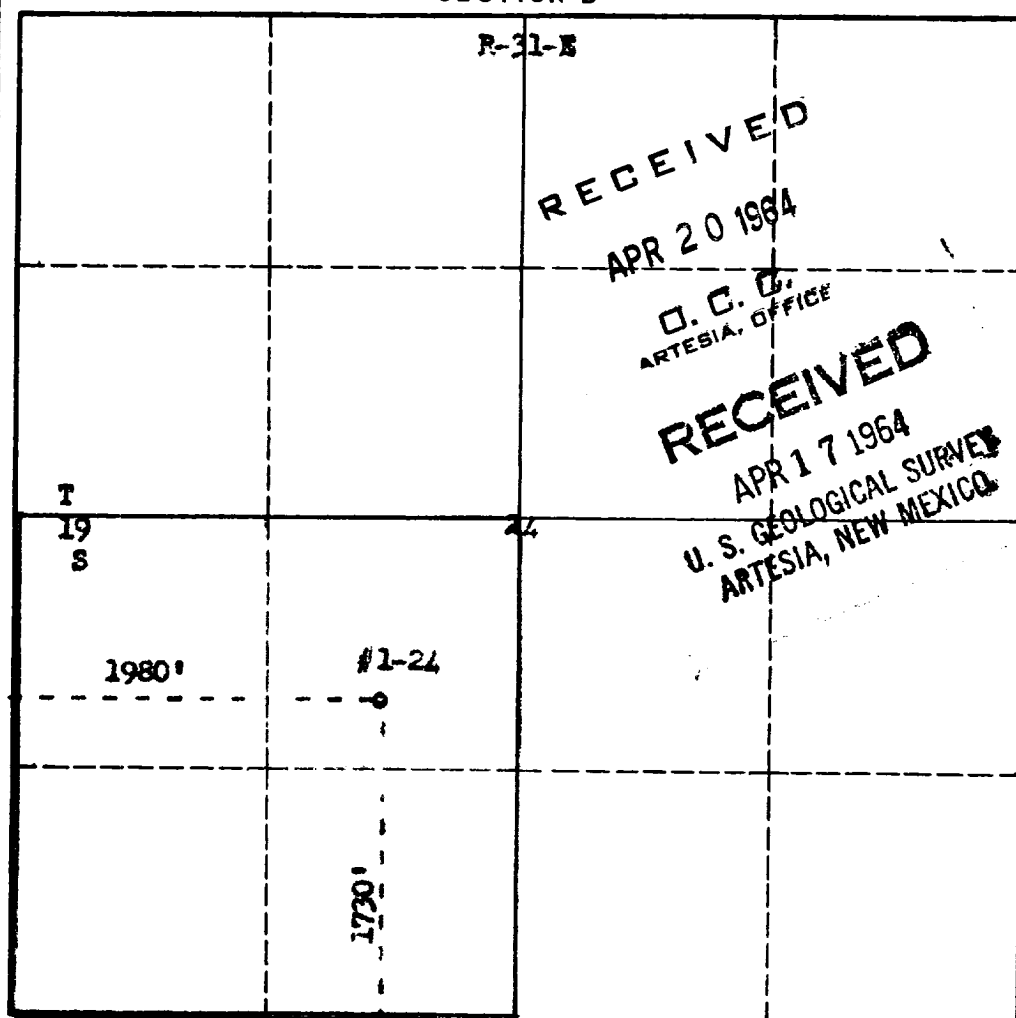 R-31-E
RECEIVED
APR 20 1964
O. C. C.
ARTESIA, OFFICE
RECEIVED
APR 17 1964
U. S. GEOLOGICAL SURVEY
ARTESIA, NEW MEXICO
T
19
S
24
1980'
#1-24
1730'